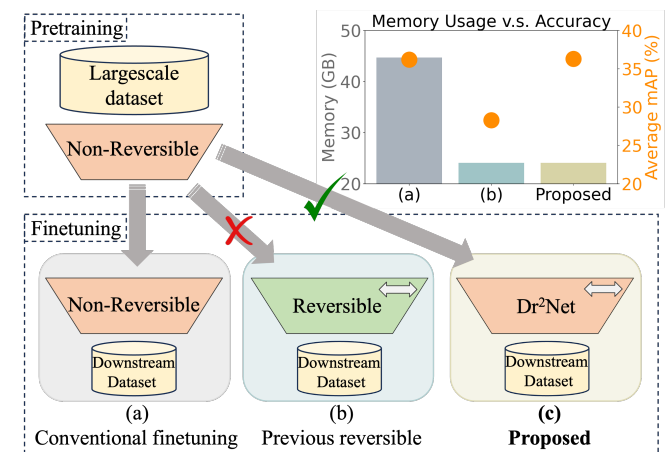 Pretraining
Largescale
dataset
Non-Reversible
Memory Usage v.s. Accuracy
Memory (GB)
50
40
30
20
Average mAP (%)
40
35
30
25
20
(a)
(b)
Proposed
Finetuning
Non-Reversible
Downstream
Dataset
(a)
Conventional finetuning
Reversible
Downstream
Dataset
(b)
Previous reversible
Dr²Net
Downstream
Dataset
(c)
Proposed